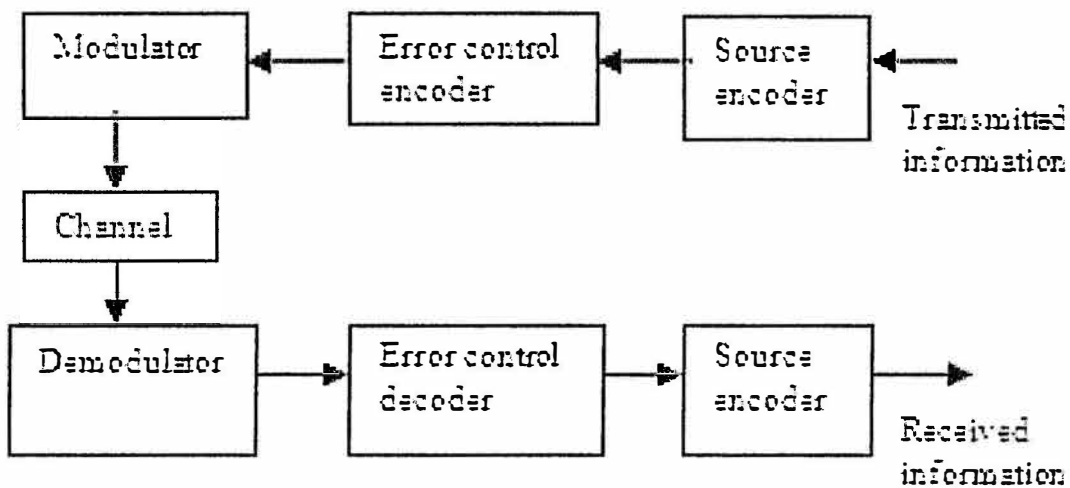 Modulator
Error control
encoder
Source
encoder
Transmitted
information
Channel
Demodulator
Error control
decoder
Source
encoder
Received
information